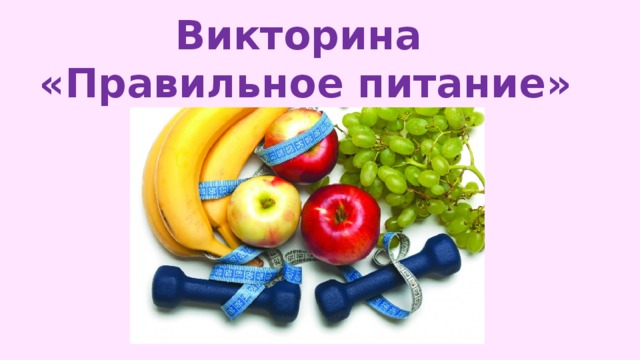 Викторина
«Правильное питание»